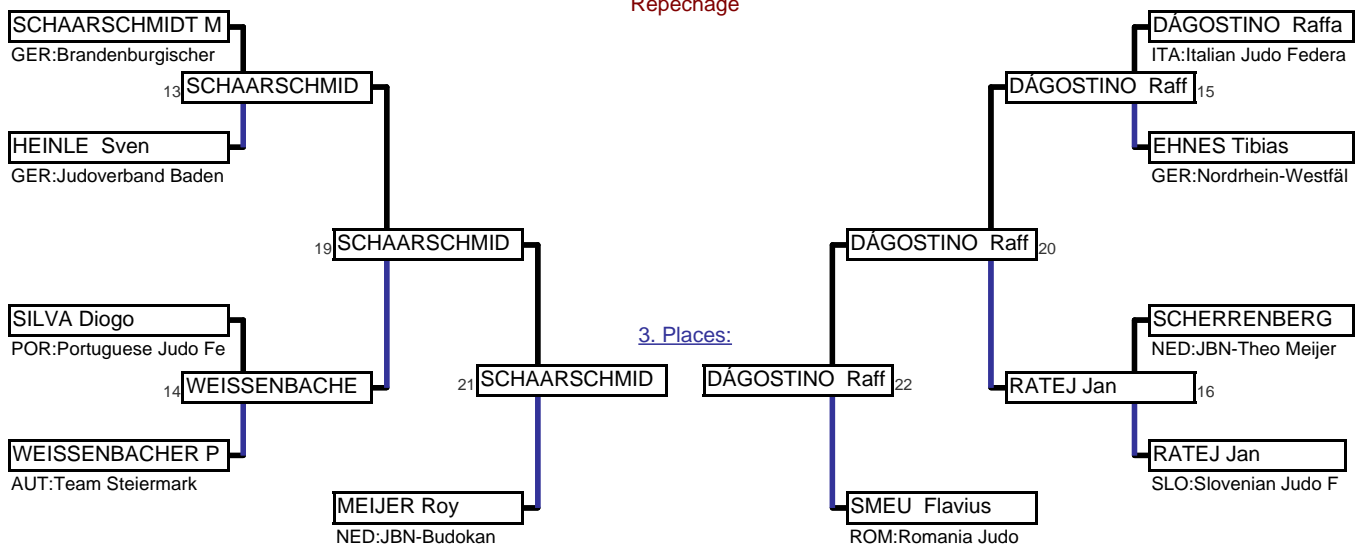 Repechage
SCHAARSCHMIDT M
GER:Brandenburgischer
13 SCHAARSCHMID
HEINLE Sven
GER:Judoverband Baden
19 SCHAARSCHMID
SILVA Diogo
POR:Portuguese Judo Fe
14 WEISSENBACHE
WEISSENBACHER P
AUT:Team Steiermark
21 SCHAARSCHMID
MEIJER Roy
NED:JBN-Budokan
3. Places:
DÁGOSTINO Raffa
ITA:Italian Judo Federa
DÁGOSTINO Raff 15
EHNES Tibias
GER:Nordrhein-Westfäl
DÁGOSTINO Raff 20
SCHERRENBERG
NED:JBN-Theo Meijer
RATEJ Jan 16
RATEJ Jan
SLO:Slovenian Judo F
DÁGOSTINO Raff 22
SMEU Flavius
ROM:Romania Judo